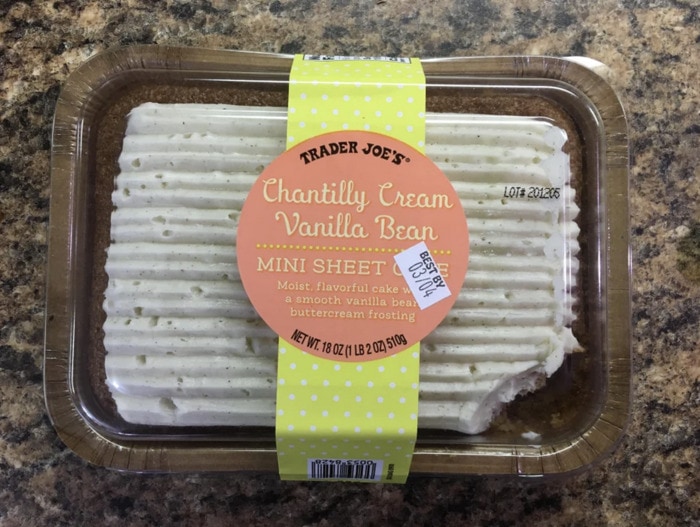 TRADER JOE'S®
Chantilly Cream
Vanilla Bean
LOT# 201205
MINI SHEET
BEST BY
03/04
Moist, flavorful cake
a smooth vanilla bean
buttercream frosting
NET WT. 18 OZ (1 LB 2 OZ) 510g